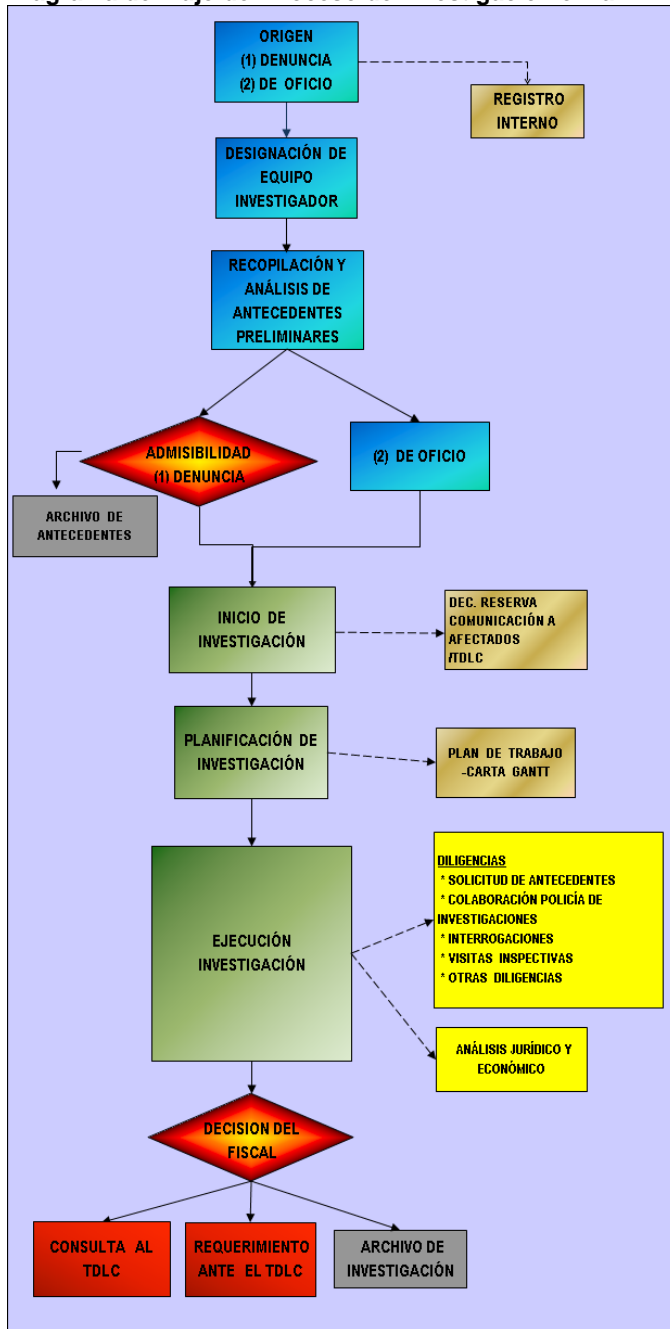 ORIGEN
(1) DENUNCIA
(2) DE OFICIO
REGISTRO
INTERNO
DESIGNACIÓN DE
EQUIPO
INVESTIGADOR
RECOPILACIÓN Y
ANÁLISIS DE
ANTECEDENTES
PRELIMINARES
ADMISIBILIDAD
(1) DENUNCIA
(2) DE OFICIO
ARCHIVO DE
ANTECEDENTES
INICIO DE
INVESTIGACIÓN
DEC. RESERVA
COMUNICACIÓN A
AFECTADOS
/TDLC
PLANIFICACIÓN DE
INVESTIGACIÓN
PLAN DE TRABAJO
-CARTA GANTT
EJECUCIÓN
INVESTIGACIÓN
DILIGENCIAS
* SOLICITUD DE ANTECEDENTES
* COLABORACIÓN POLICÍA DE
INVESTIGACIONES
* INTERROGACIONES
* VISITAS INSPECTIVAS
* OTRAS DILIGENCIAS
ANÁLISIS JURÍDICO Y
ECONÓMICO
DECISION DEL
FISCAL
CONSULTA AL
TDLC
REQUERIMIENTO
ANTE EL TDLC
ARCHIVO DE
INVESTIGACIÓN